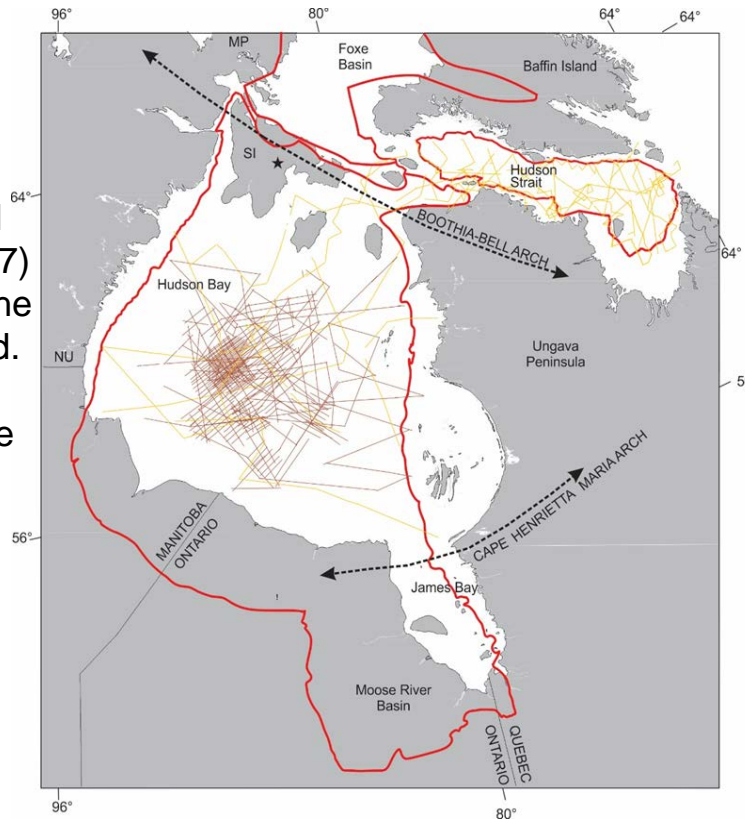 96°
80°
64°
64°
MP
Foxe
Basin
Baffin Island
SI
Hudson
Strait
64°
7)
BOOTHIA-BELL ARCH
64°
Hudson Bay
d.
NU
Ungava
Peninsula
5
MANITOBA
ONTARIO
CAPE HENRIETTA MARIA ARCH
56°
James Bay
Moose River
Basin
QUEBEC
ONTARIO
96°
80°